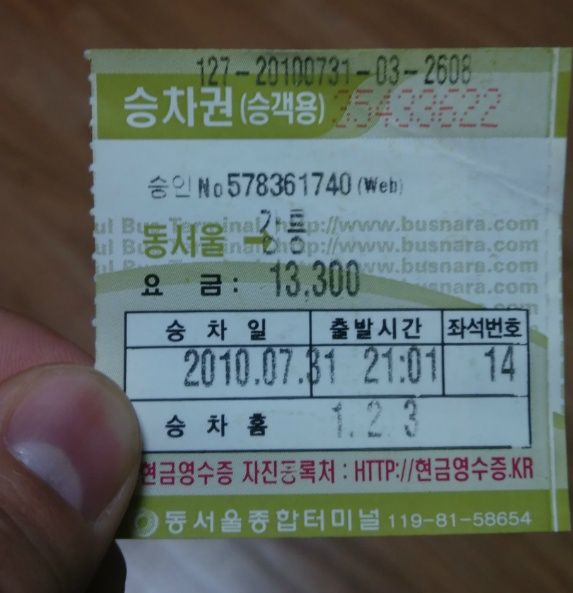 127-20100731-03-2608
승차권(승객용) 35433622
승인No578361740(Web)
동서울 → 강릉
요 금: 13,300
승 차 일 출발시간 좌석번호
2010.07.31 21:01 14
승 차 홈 1.2.3
현금영수증 자진등록처 : HTTP://현금영수증.KR
동서울종합터미널 119-81-58654
ul Bus Terminal http://www.busnara.com